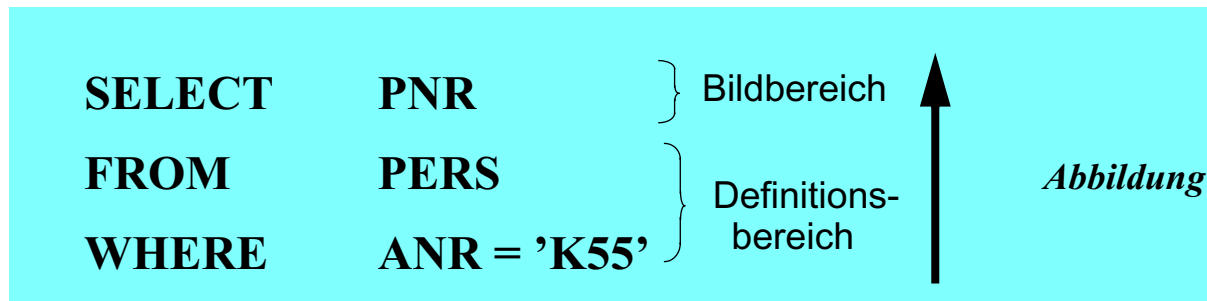 SELECT PNR } Bildbereich
FROM PERS
WHERE ANR = ’K55’
Definitions-
bereich
Abbildung